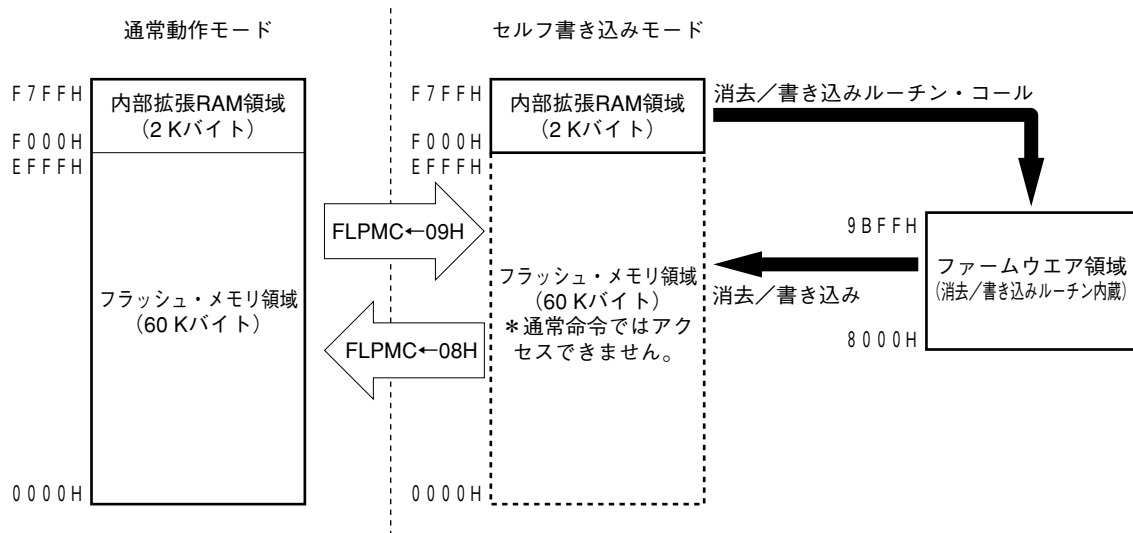 通常動作モード
F7FFH
内部拡張RAM領域
(2 Kバイト)
F000H
EFFFH
フラッシュ・メモリ領域
(60 Kバイト)
0000H
FLPMC←09H
FLPMC←08H
セルフ書き込みモード
F7FFH
内部拡張RAM領域
(2 Kバイト)
F000H
EFFFH
フラッシュ・メモリ領域
(60 Kバイト)
*通常命令ではアク
セスできません。
0000H
消去/書き込みルーチン・コール
消去/書き込み
9BFFH
ファームウエア領域
(消去/書き込みルーチン内蔵)
8000H